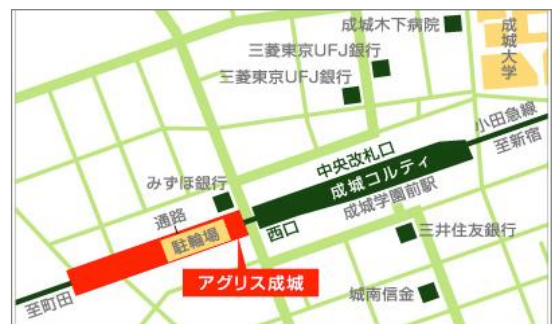 成城木下病院
成城大学
三菱東京UFJ銀行
三菱東京UFJ銀行
小田急線
至新宿
中央改札口
成城コルティ
成城学園前駅
みずほ銀行
西口
通路
駐輪場
三井住友銀行
アグリス成城
城南信金
至町田